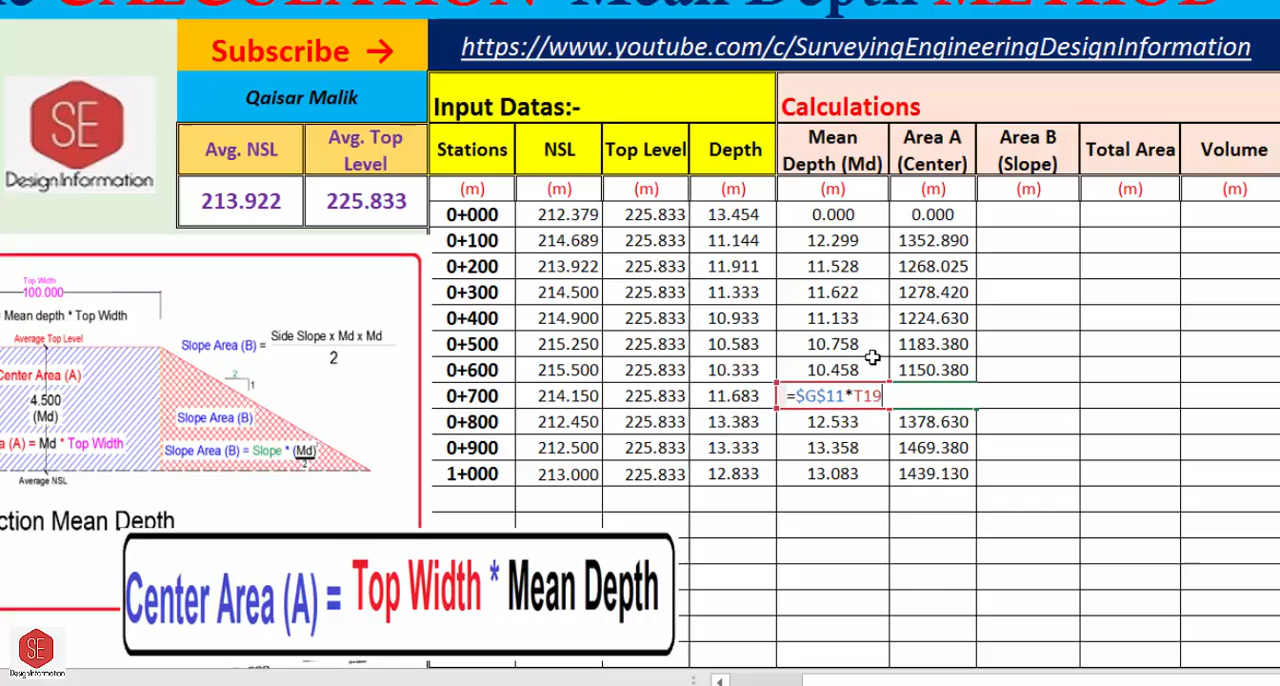 CALCULATION Mean Depth METHOD
Subscribe →
https://www.youtube.com/c/SurveyingEngineeringDesignInformation
SE
Design Information
Qaisar Malik
Input Datas:-
Calculations
Avg. NSL
Avg. Top Level
213.922
225.833
Stations NSL Top Level Depth Mean Depth (Md) Area A (Center) Area B (Slope) Total Area Volume
(m) (m) (m) (m) (m) (m) (m) (m) (m)
0+000 212.379 225.833 13.454 0.000 0.000
0+100 214.689 225.833 11.144 12.299 1352.890
0+200 213.922 225.833 11.911 11.528 1268.025
0+300 214.500 225.833 11.333 11.622 1278.420
0+400 214.900 225.833 10.933 11.133 1224.630
0+500 215.250 225.833 10.583 10.758 1183.380
0+600 215.500 225.833 10.333 10.458 1150.380
0+700 214.150 225.833 11.683 =$G$11*T19
0+800 212.450 225.833 13.383 12.533 1378.630
0+900 212.500 225.833 13.333 13.358 1469.380
1+000 213.000 225.833 12.833 13.083 1439.130
Top Width
100.000
Mean depth * Top Width
Average Top Level
Slope Area (B) = Side Slope x Md x Md
2
Center Area (A)
2
1
4.500
(Md)
Slope Area (B)
a (A) = Md * Top Width
Slope Area (B) = Slope * (Md)²
2
Average NSL
ction Mean Depth
Center Area (A) = Top Width * Mean Depth
SE
Design Information